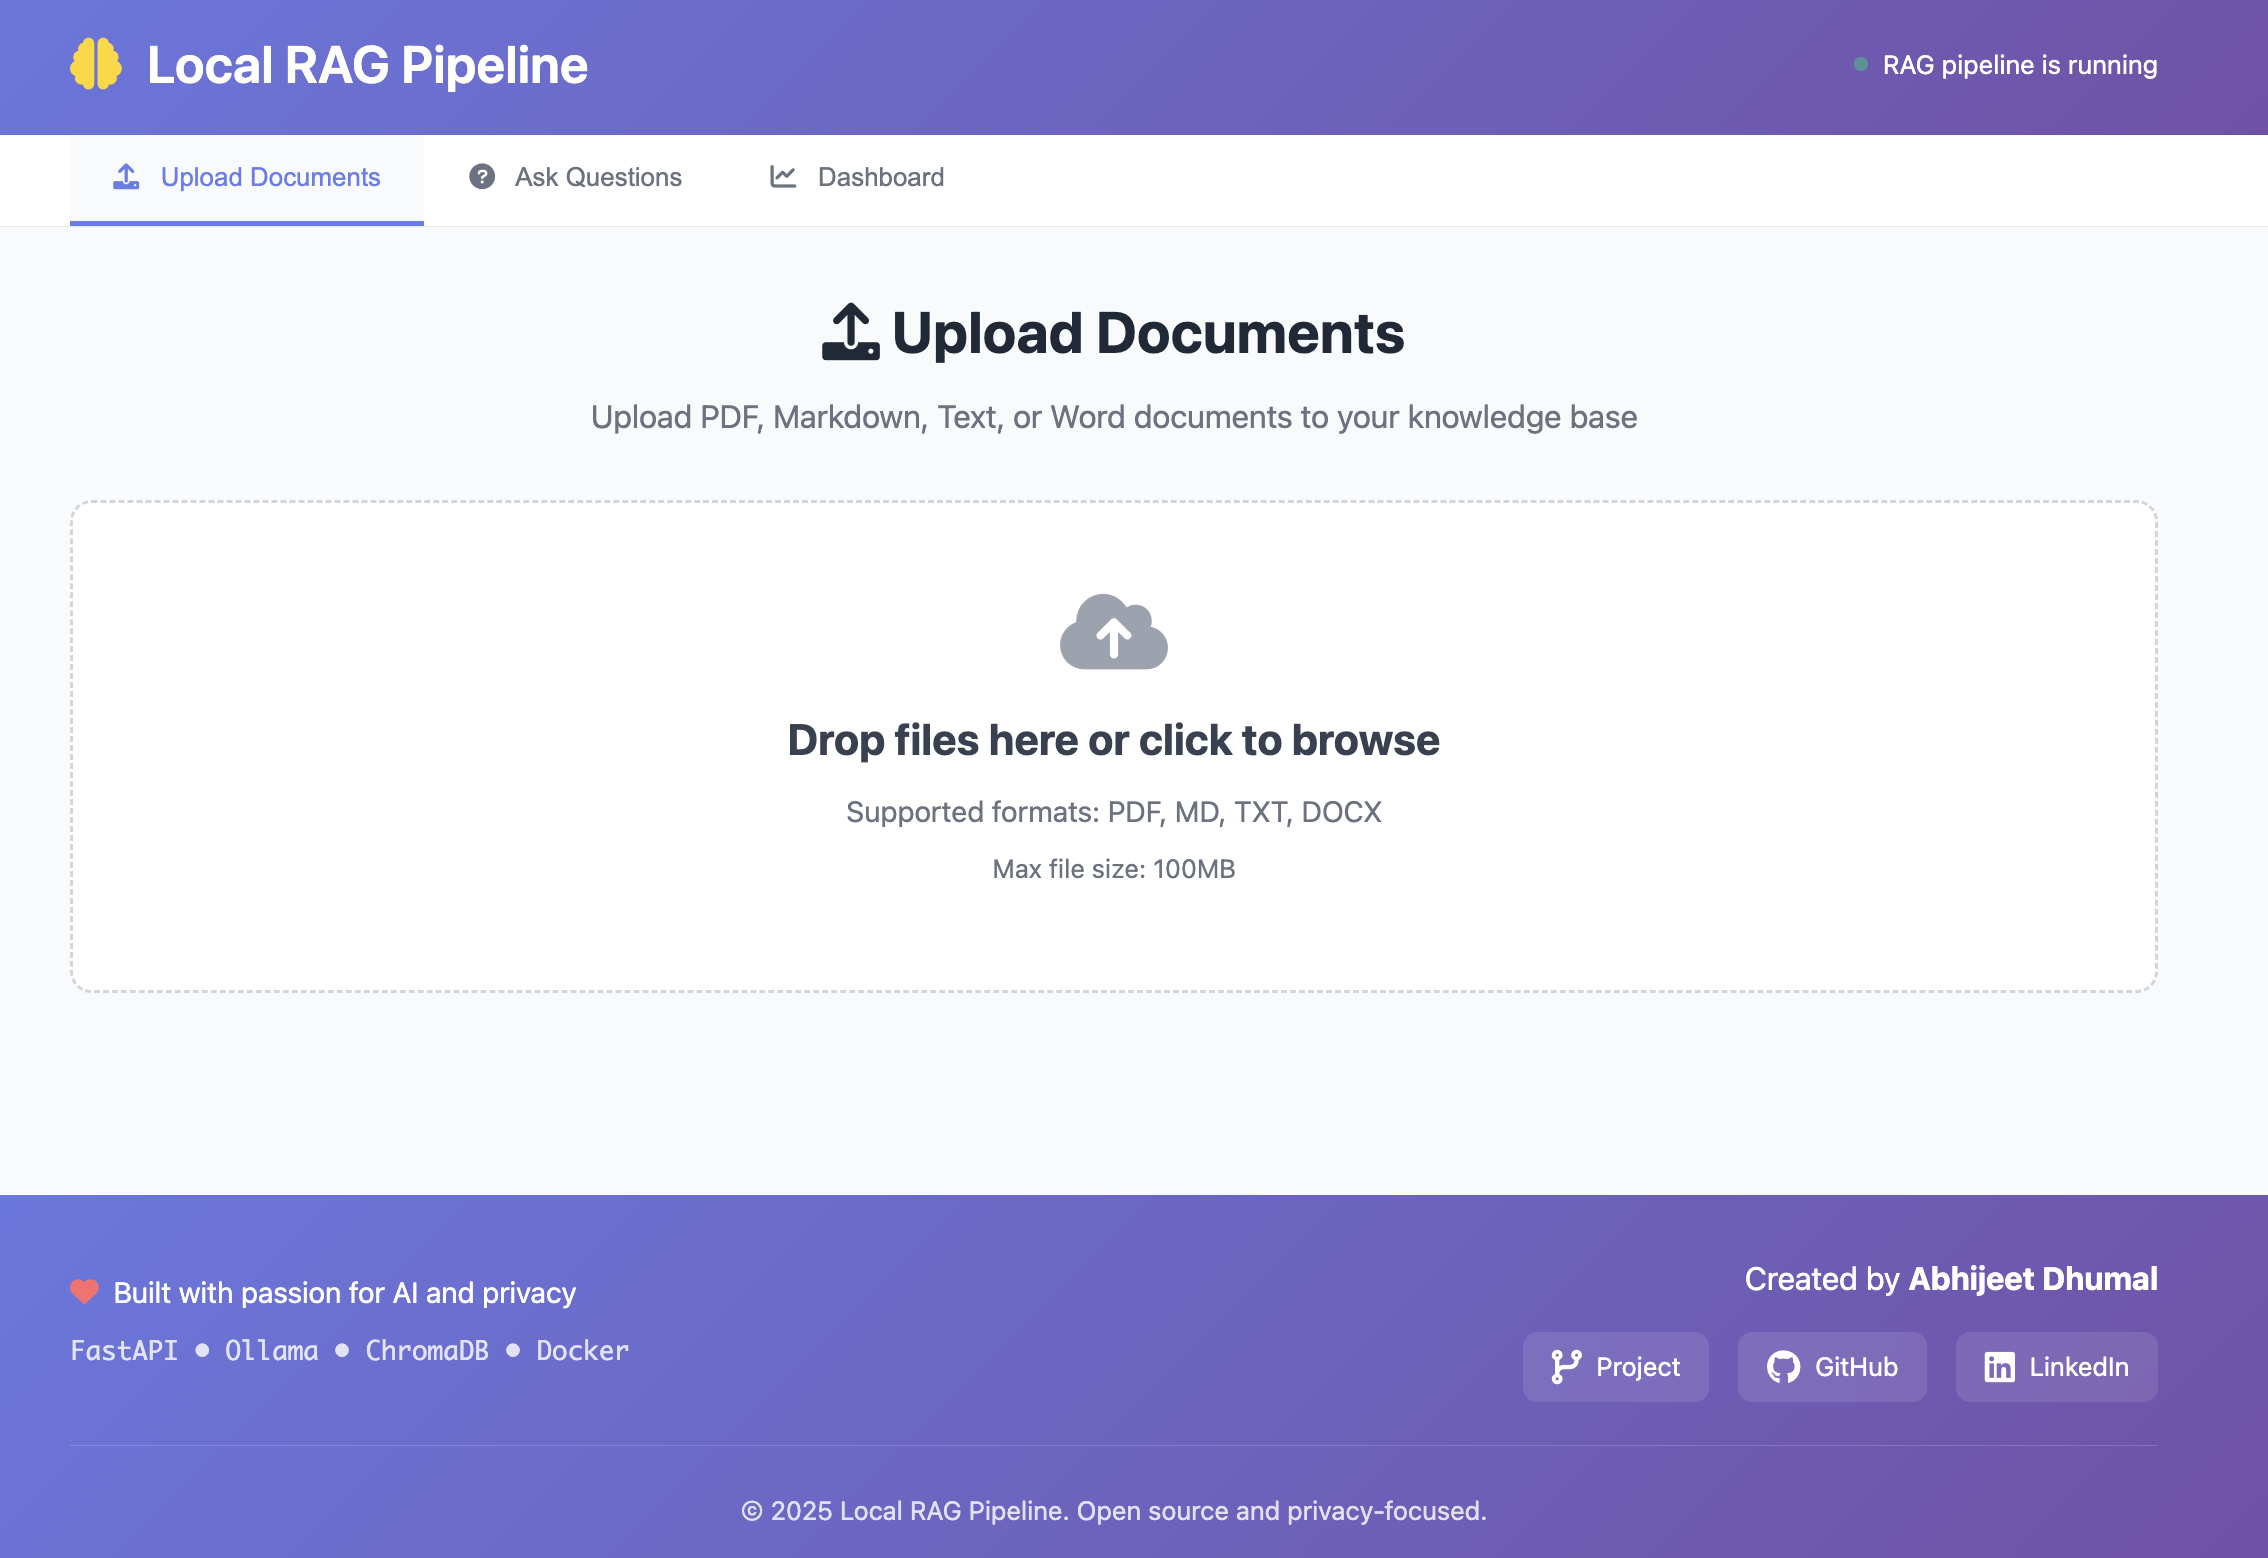 Local RAG Pipeline
RAG pipeline is running
Upload Documents
Ask Questions
Dashboard
Upload Documents
Upload PDF, Markdown, Text, or Word documents to your knowledge base
Drop files here or click to browse
Supported formats: PDF, MD, TXT, DOCX
Max file size: 100MB
Built with passion for AI and privacy
FastAPI ● Ollama ● ChromaDB ● Docker
Created by Abhijeet Dhumal
Project
GitHub
LinkedIn
© 2025 Local RAG Pipeline. Open source and privacy-focused.